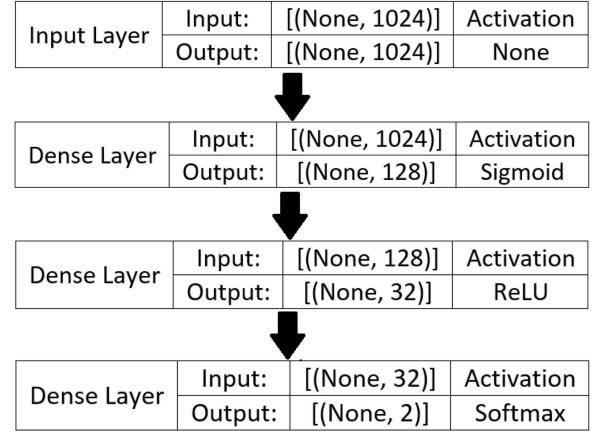 Input Layer Input: [(None, 1024)] Activation
Output: [(None, 1024)] None
Dense Layer Input: [(None, 1024)] Activation
Output: [(None, 128)] Sigmoid
Dense Layer Input: [(None, 128)] Activation
Output: [(None, 32)] ReLU
Dense Layer Input: [(None, 32)] Activation
Output: [(None, 2)] Softmax